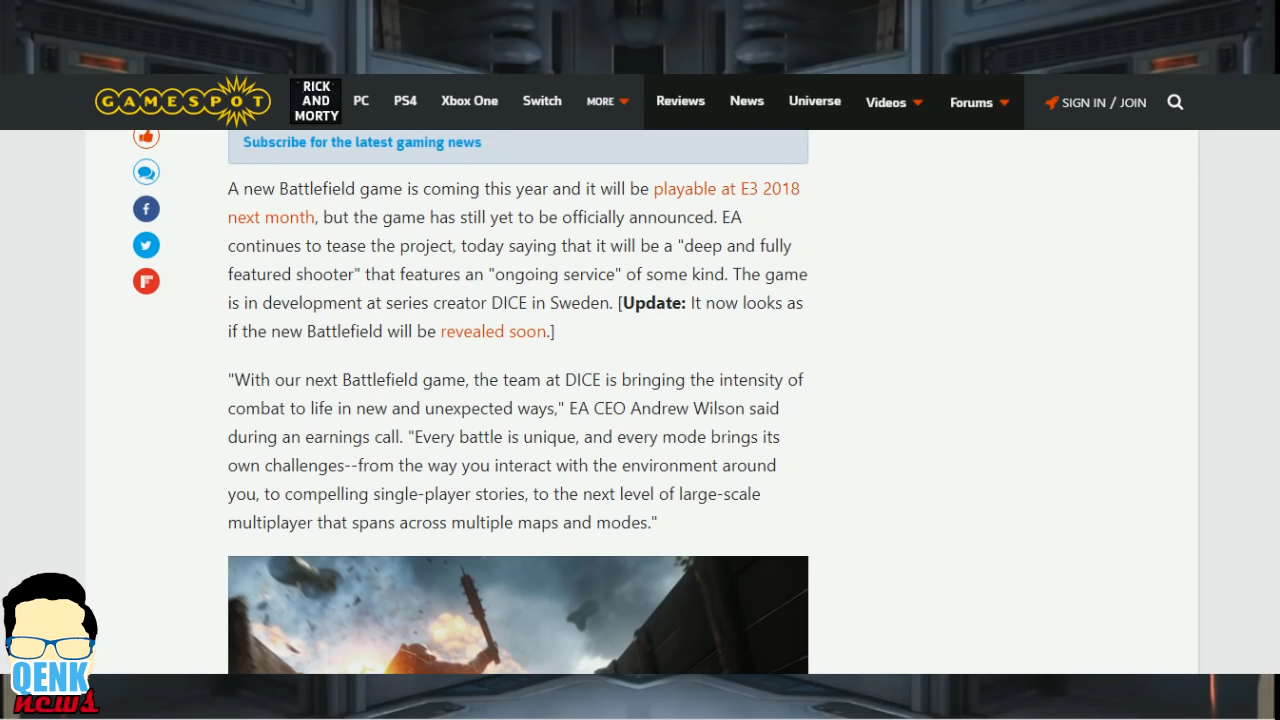 GAMESPOT
RICK
AND
MORTY
PC
PS4
Xbox One
Switch
MORE
Reviews
News
Universe
Videos
Forums
SIGN IN / JOIN
Subscribe for the latest gaming news
A new Battlefield game is coming this year and it will be playable at E3 2018
next month, but the game has still yet to be officially announced. EA
continues to tease the project, today saying that it will be a "deep and fully
featured shooter" that features an "ongoing service" of some kind. The game
is in development at series creator DICE in Sweden. [Update: It now looks as
if the new Battlefield will be revealed soon.]
"With our next Battlefield game, the team at DICE is bringing the intensity of
combat to life in new and unexpected ways," EA CEO Andrew Wilson said
during an earnings call. "Every battle is unique, and every mode brings its
own challenges--from the way you interact with the environment around
you, to compelling single-player stories, to the next level of large-scale
multiplayer that spans across multiple maps and modes."
QENK
news